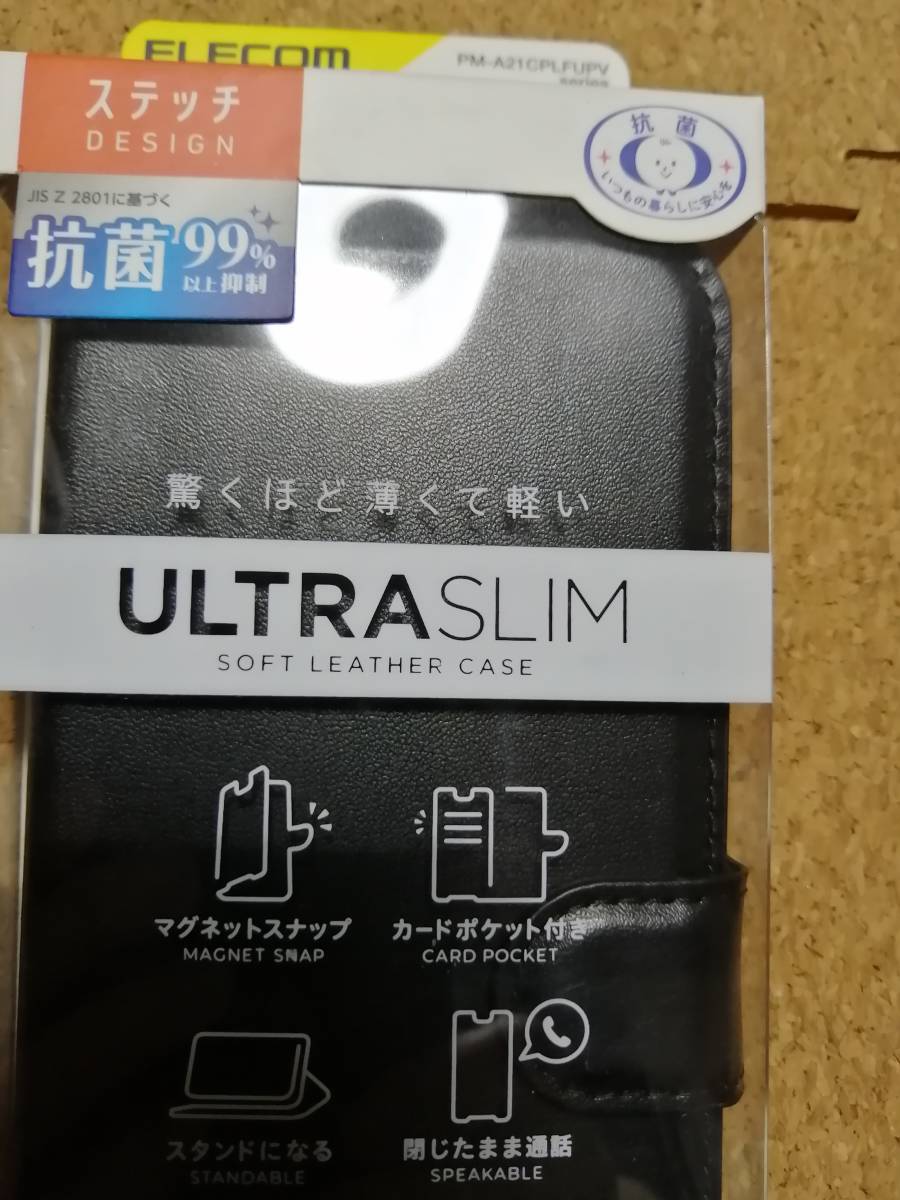 ELECOM
PM-A21CPLFUPV
series
ステッチ
DESIGN
JIS Z 2801に基づく
抗菌 99%
以上抑制
抗菌
いつもの暮らしに安心を
驚くほど薄くて軽い
ULTRASLIM
SOFT LEATHER CASE
マグネットスナップ
MAGNET SNAP
カードポケット付き
CARD POCKET
スタンドになる
STANDABLE
閉じたまま通話
SPEAKABLE